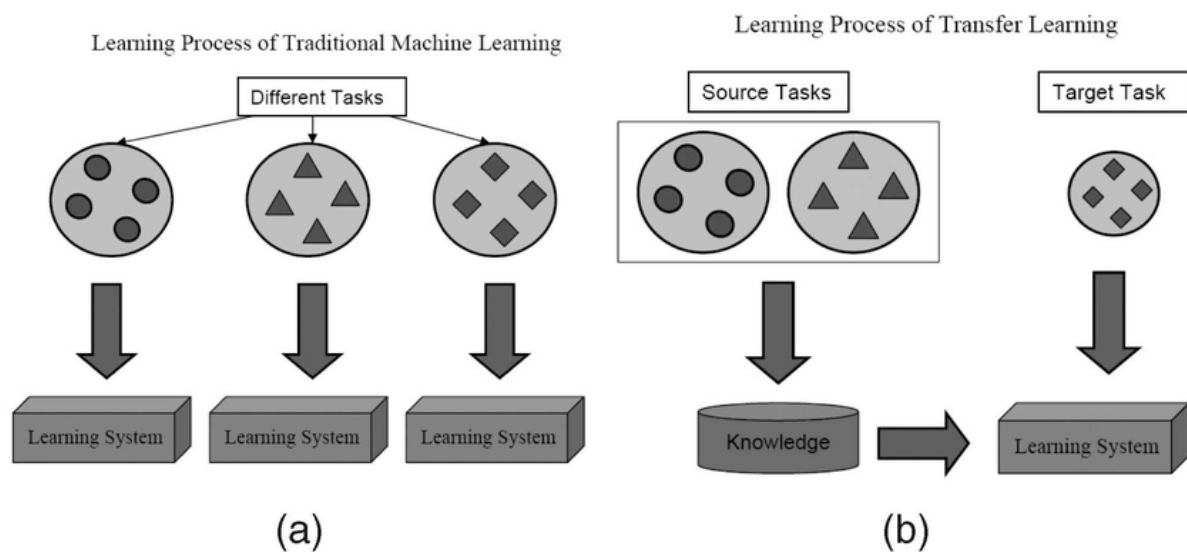 Learning Process of Traditional Machine Learning
Different Tasks
Learning System
Learning System
Learning System
(a)
Learning Process of Transfer Learning
Source Tasks
Target Task
Knowledge
Learning System
(b)